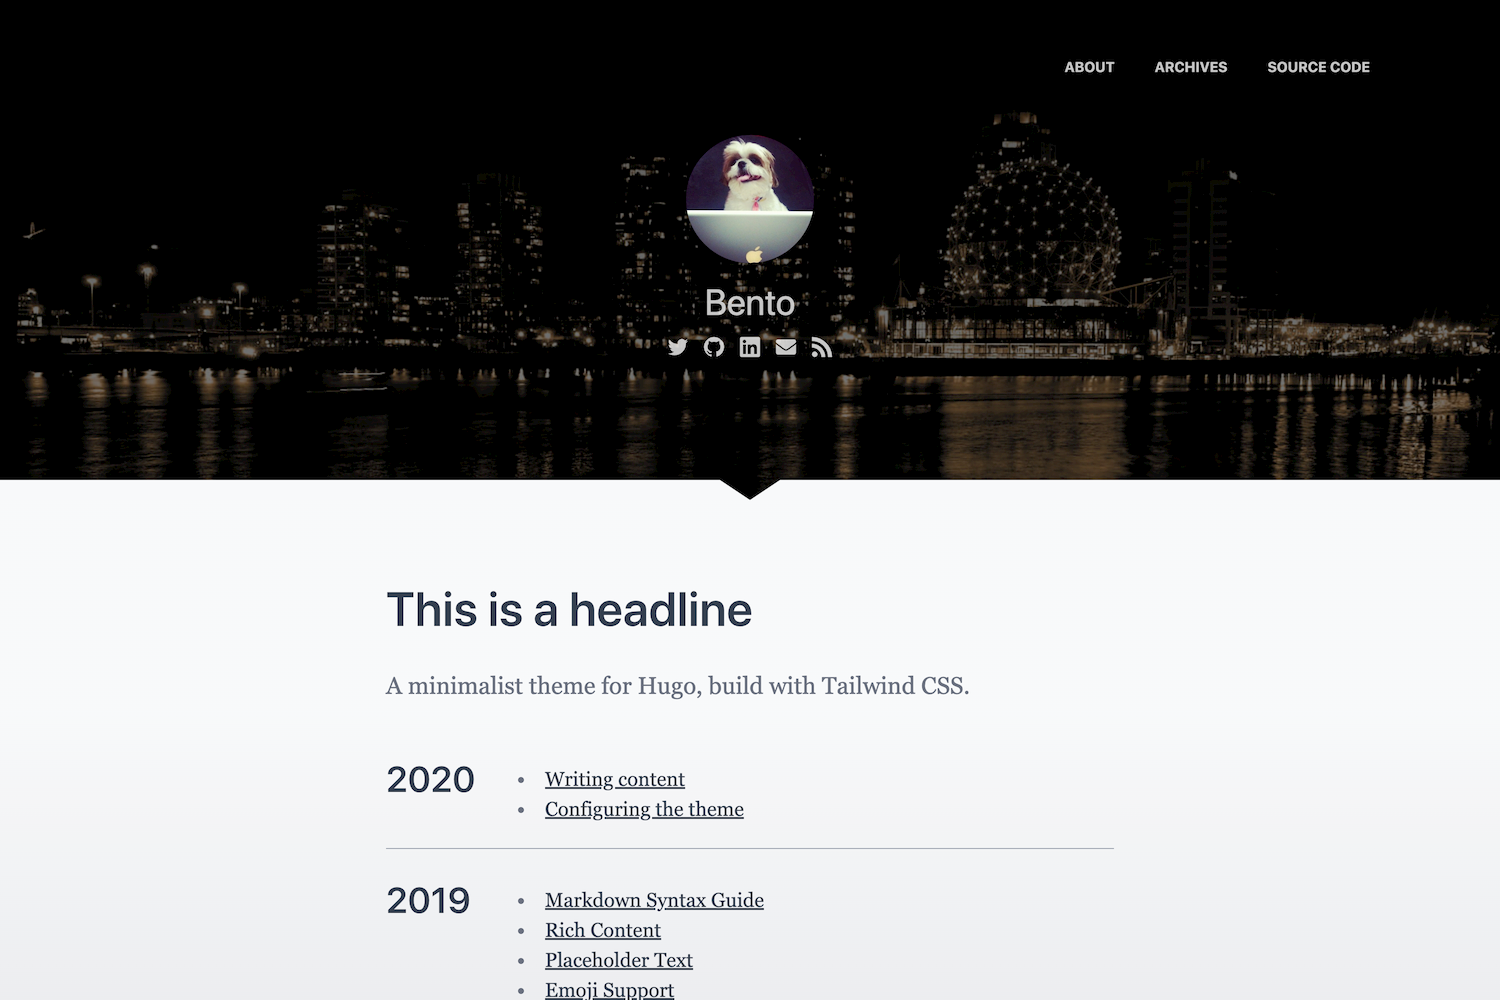 ABOUT ARCHIVES SOURCE CODE
Bento
This is a headline
A minimalist theme for Hugo, build with Tailwind CSS.
2020
Writing content
Configuring the theme
2019
Markdown Syntax Guide
Rich Content
Placeholder Text
Emoji Support